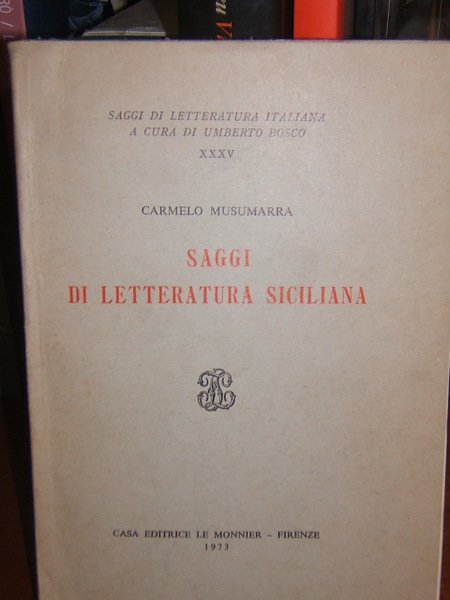 SAGGI DI LETTERATURA ITALIANA
A CURA DI UMBERTO BOSCO
XXXV
CARMELO MUSUMARRA
SAGGI
DI LETTERATURA SICILIANA
CASA EDITRICE LE MONNIER – FIRENZE
1973